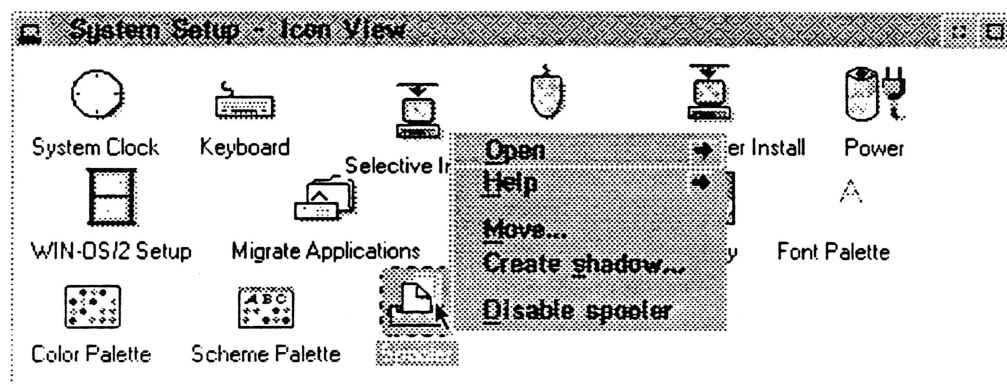 System Setup - Icon View
System Clock
Keyboard
Selective
er Install
Power
Open
Help
Move...
Create shadow...
Disable spooler
WIN-OS/2 Setup
Migrate Applications
y
Font Palette
Color Palette
Scheme Palette